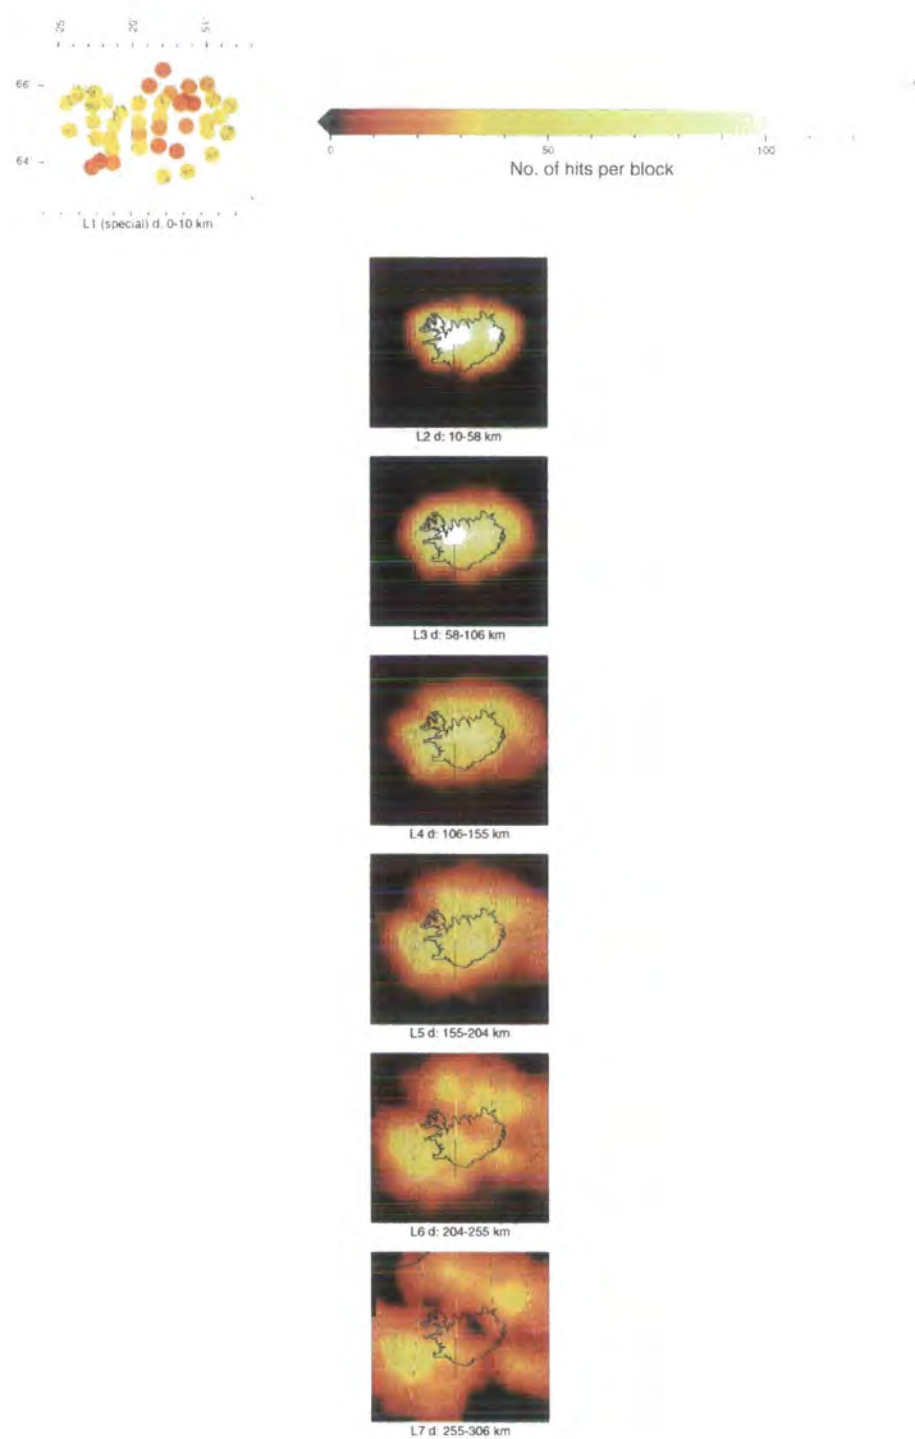 -25°
20°
-15°
66°
64°
0
50
100
No. of hits per block
L1 (special) d: 0-10 km
L2 d: 10-58 km
L3 d: 58-106 km
L4 d: 106-155 km
L5 d: 155-204 km
L6 d: 204-255 km
L7 d: 255-306 km